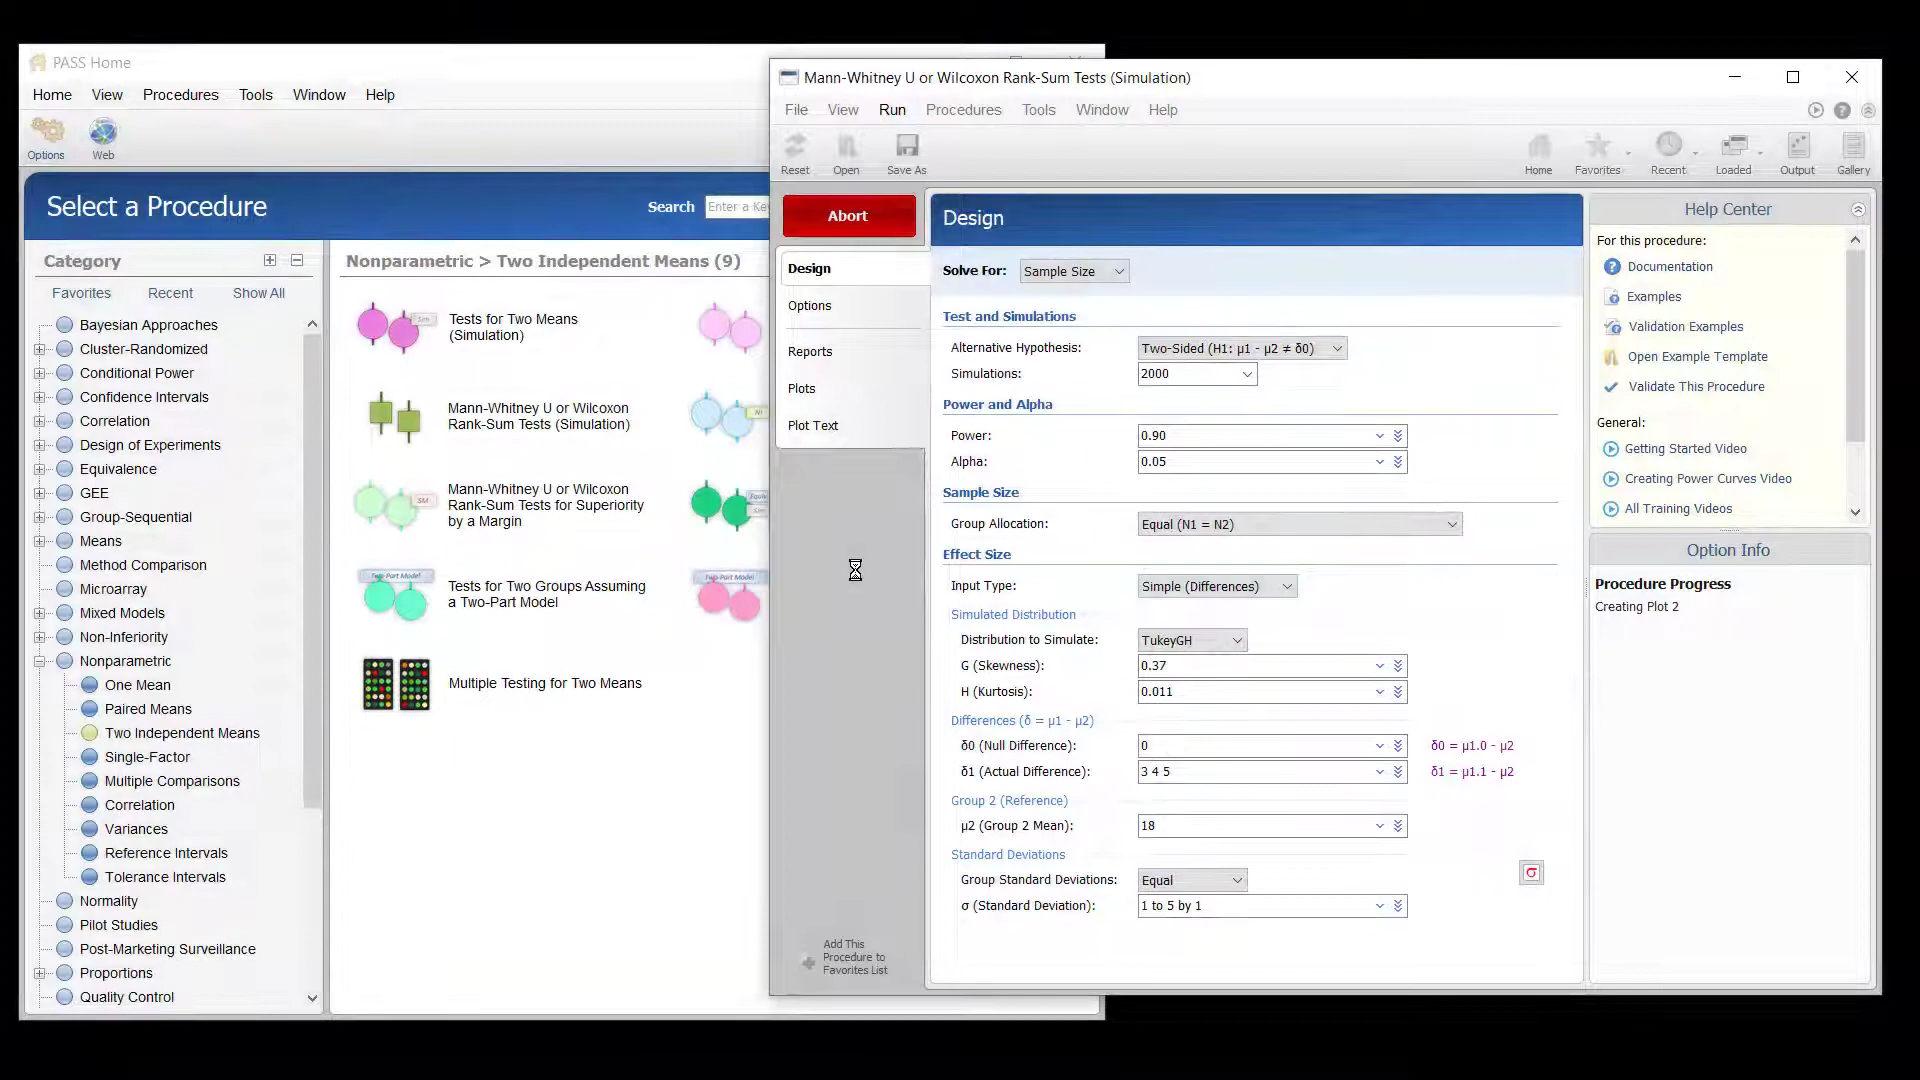 PASS Home
Home View Procedures Tools Window Help
Options Web
Select a Procedure
Search Enter a Key
Category
Favorites Recent Show All
Bayesian Approaches
Cluster-Randomized
Conditional Power
Confidence Intervals
Correlation
Design of Experiments
Equivalence
GEE
Group-Sequential
Means
Method Comparison
Microarray
Mixed Models
Non-Inferiority
Nonparametric
One Mean
Paired Means
Two Independent Means
Single-Factor
Multiple Comparisons
Correlation
Variances
Reference Intervals
Tolerance Intervals
Normality
Pilot Studies
Post-Marketing Surveillance
Proportions
Quality Control
Nonparametric > Two Independent Means (9)
Sim
Tests for Two Means
(Simulation)
Mann-Whitney U or Wilcoxon
Rank-Sum Tests (Simulation)
NI
SM
Mann-Whitney U or Wilcoxon
Rank-Sum Tests for Superiority
by a Margin
Two-Part Model
Tests for Two Groups Assuming
a Two-Part Model
Two-Part Model
Multiple Testing for Two Means
Mann-Whitney U or Wilcoxon Rank-Sum Tests (Simulation)
File View Run Procedures Tools Window Help
Reset Open Save As
Home Favorites Recent Loaded Output Gallery
Abort
Design
Options
Reports
Plots
Plot Text
Add This
Procedure to
Favorites List
Design
Solve For: Sample Size
Test and Simulations
Alternative Hypothesis: Two-Sided (H1: μ1 - μ2 ≠ δ0)
Simulations: 2000
Power and Alpha
Power: 0.90
Alpha: 0.05
Sample Size
Group Allocation: Equal (N1 = N2)
Effect Size
Input Type: Simple (Differences)
Simulated Distribution
Distribution to Simulate: TukeyGH
G (Skewness): 0.37
H (Kurtosis): 0.011
Differences (δ = μ1 - μ2)
δ0 (Null Difference): 0 δ0 = μ1.0 - μ2
δ1 (Actual Difference): 3 4 5 δ1 = μ1.1 - μ2
Group 2 (Reference)
μ2 (Group 2 Mean): 18
Standard Deviations
Group Standard Deviations: Equal
σ
σ (Standard Deviation): 1 to 5 by 1
Help Center
For this procedure:
Documentation
Examples
Validation Examples
Open Example Template
Validate This Procedure
General:
Getting Started Video
Creating Power Curves Video
All Training Videos
Option Info
Procedure Progress
Creating Plot 2